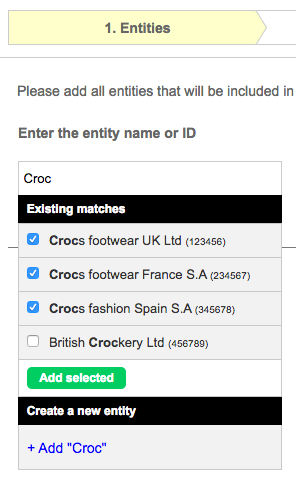 1. Entities
Please add all entities that will be included in
Enter the entity name or ID
Croc
Existing matches
Crocs footwear UK Ltd (123456)
Crocs footwear France S.A (234567)
Crocs fashion Spain S.A (345678)
British Crockery Ltd (456789)
Add selected
Create a new entity
+ Add "Croc"